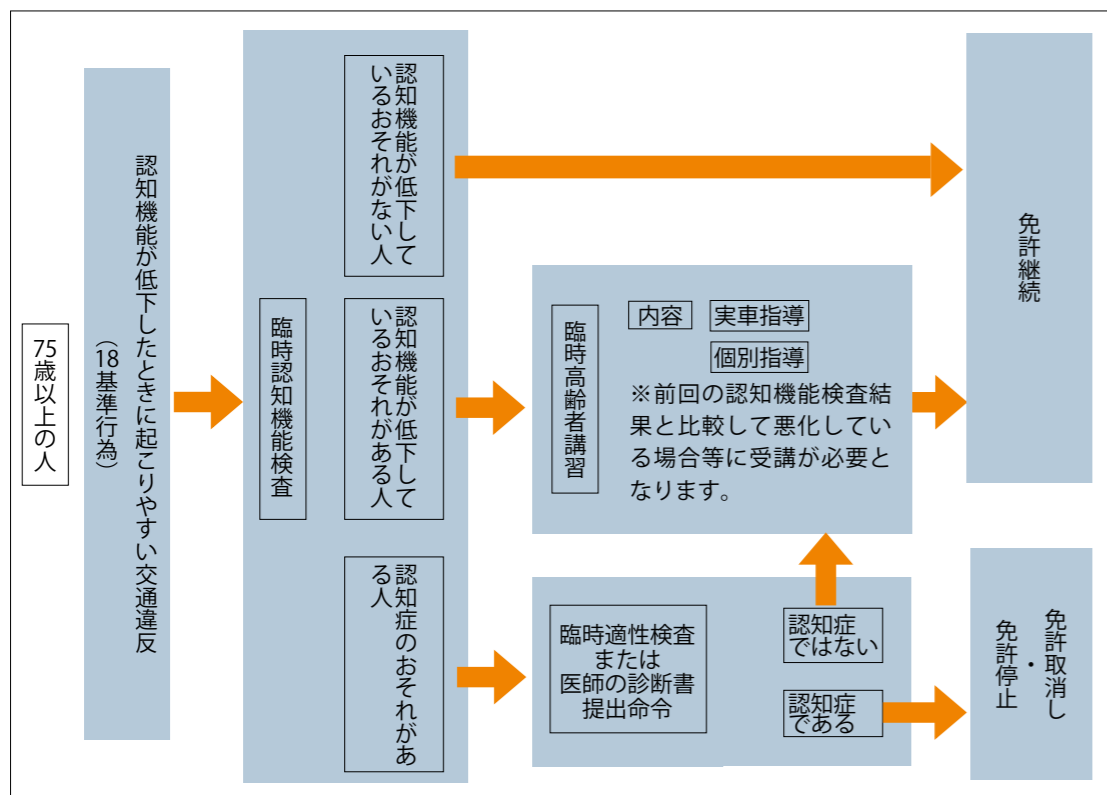 75歳以上の人
認知機能が低下したときに起こりやすい交通違反
（18基準行為）
臨時認知機能検査
認知機能が低下して
いるおそれがない人
認知機能が低下して
いるおそれがある人
認知症のおそれがあ
る人
臨時高齢者講習
内容
実車指導
個別指導
※前回の認知機能検査結
果と比較して悪化してい
る場合等に受講が必要と
なります。
臨時適性検査
または
医師の診断書
提出命令
認知症
ではない
認知症
である
免許継続
免許取消し
・
免許停止